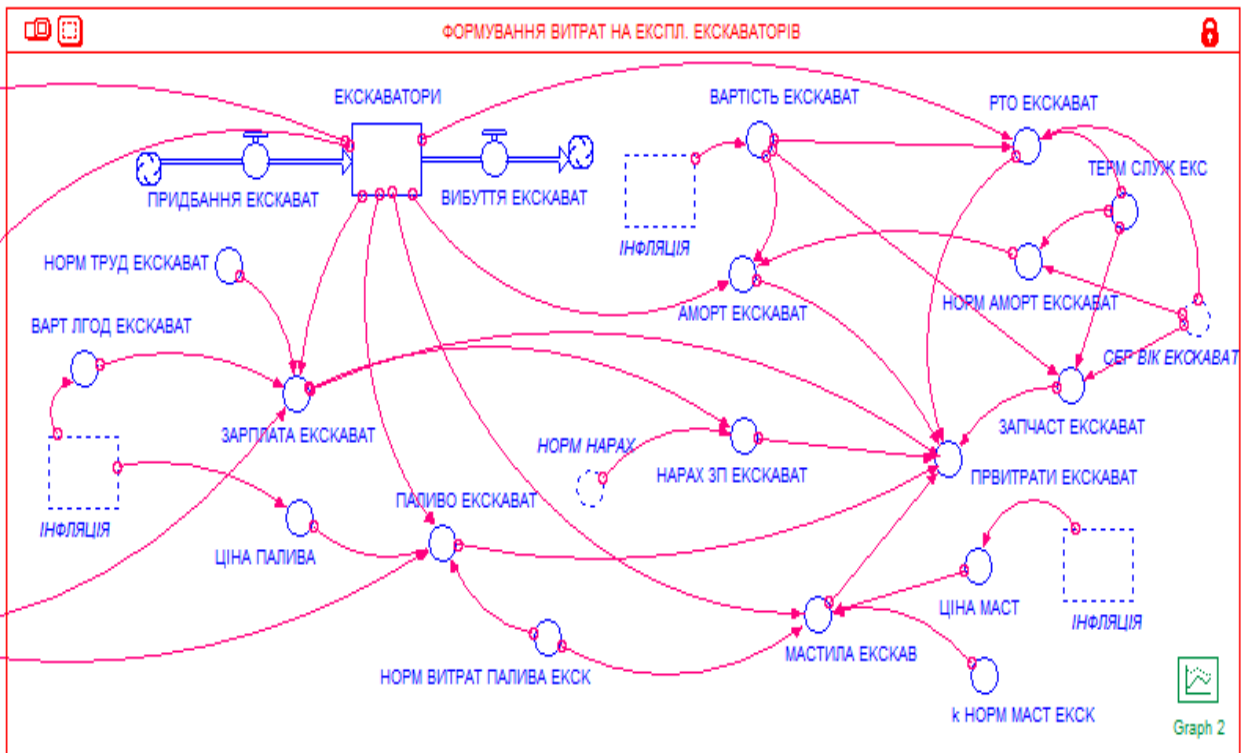 ФОРМУВАННЯ ВИТРАТ НА ЕКСПЛ. ЕКСКАВАТОРІВ
ЕКСКАВАТОРИ
ВАРТІСТЬ ЕКСКАВАТ
РТО ЕКСКАВАТ
ТЕРМ СЛУЖ ЕКС
ПРИДБАННЯ ЕКСКАВАТ
ВИБУТТЯ ЕКСКАВАТ
ІНФЛЯЦІЯ
НОРМ ТРУД ЕКСКАВАТ
АМОРТ ЕКСКАВАТ
НОРМ АМОРТ ЕКСКАВАТ
ВАРТ ЛГОД ЕКСКАВАТ
СЕР ВІК ЕКСКАВАТ
ЗАРПЛАТА ЕКСКАВАТ
ЗАПЧАСТ ЕКСКАВАТ
НОРМ НАРАХ
НАРАХ ЗП ЕКСКАВАТ
ПРВИТРАТИ ЕКСКАВАТ
ПАЛИВО ЕКСКАВАТ
ІНФЛЯЦІЯ
ЦІНА ПАЛИВА
ЦІНА МАСТ
ІНФЛЯЦІЯ
МАСТИЛА ЕКСКАВ
НОРМ ВИТРАТ ПАЛИВА ЕКСК
k НОРМ МАСТ ЕКСК
Graph 2